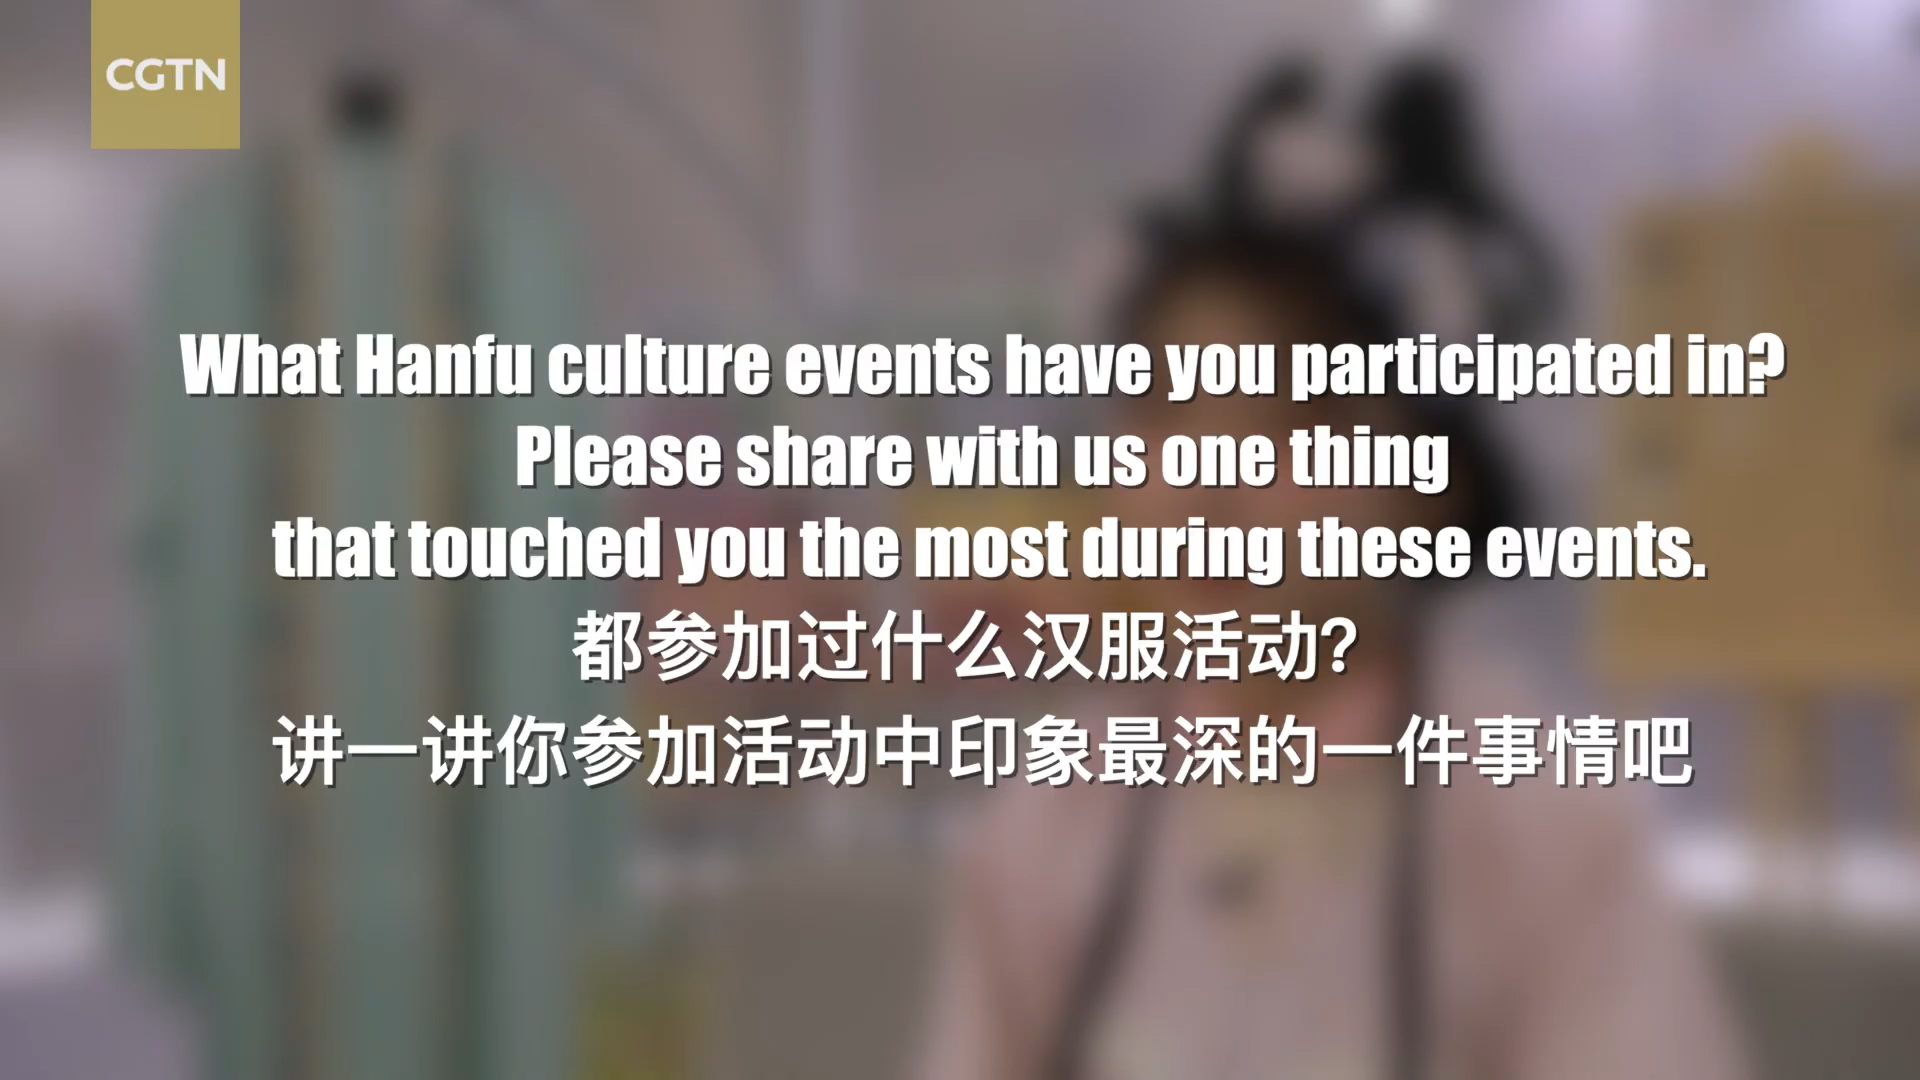 CGTN
What Hanfu culture events have you participated in?
Please share with us one thing
that touched you the most during these events.
都参加过什么汉服活动？
讲一讲你参加活动中印象最深的一件事情吧